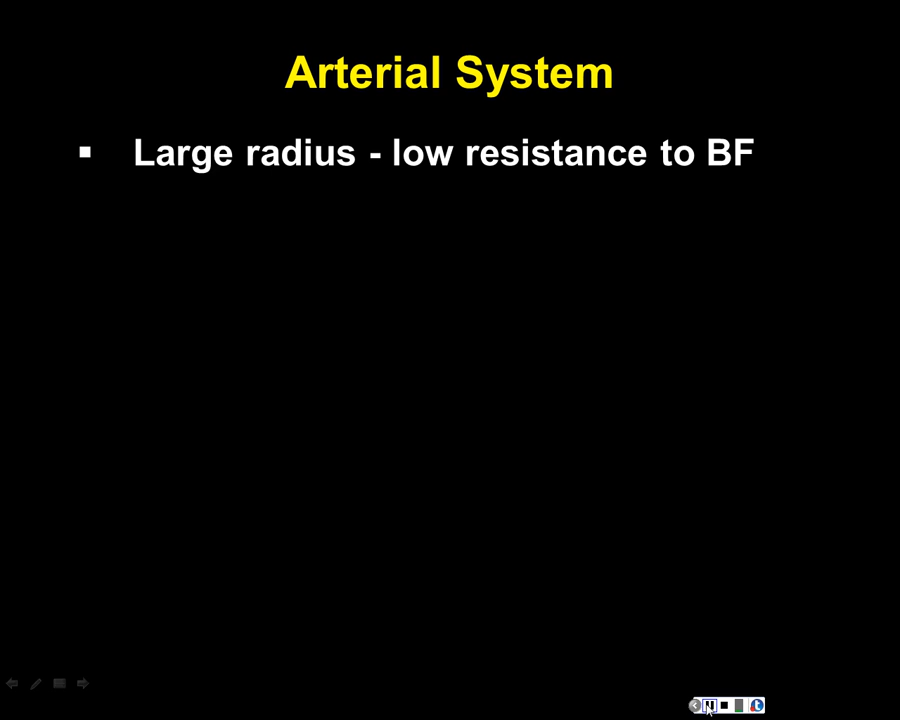 Arterial System
▪ Large radius - low resistance to BF